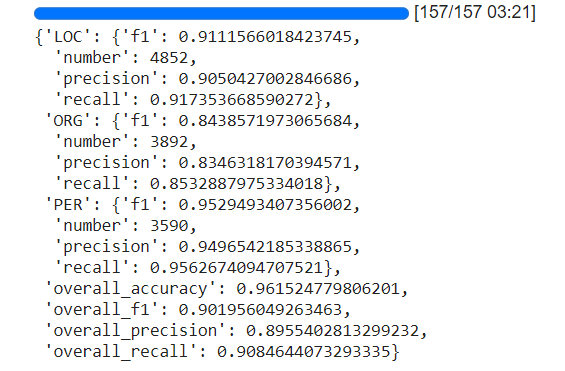 [157/157 03:21]
{'LOC': {'f1': 0.9111566018423745,
'number': 4852,
'precision': 0.9050427002846686,
'recall': 0.917353668590272},
'ORG': {'f1': 0.8438571973065684,
'number': 3892,
'precision': 0.8346318170394571,
'recall': 0.8532887975334018},
'PER': {'f1': 0.9529493407356002,
'number': 3590,
'precision': 0.9496542185338865,
'recall': 0.9562674094707521},
'overall_accuracy': 0.961524779806201,
'overall_f1': 0.901956049263463,
'overall_precision': 0.8955402813299232,
'overall_recall': 0.9084644073293335}